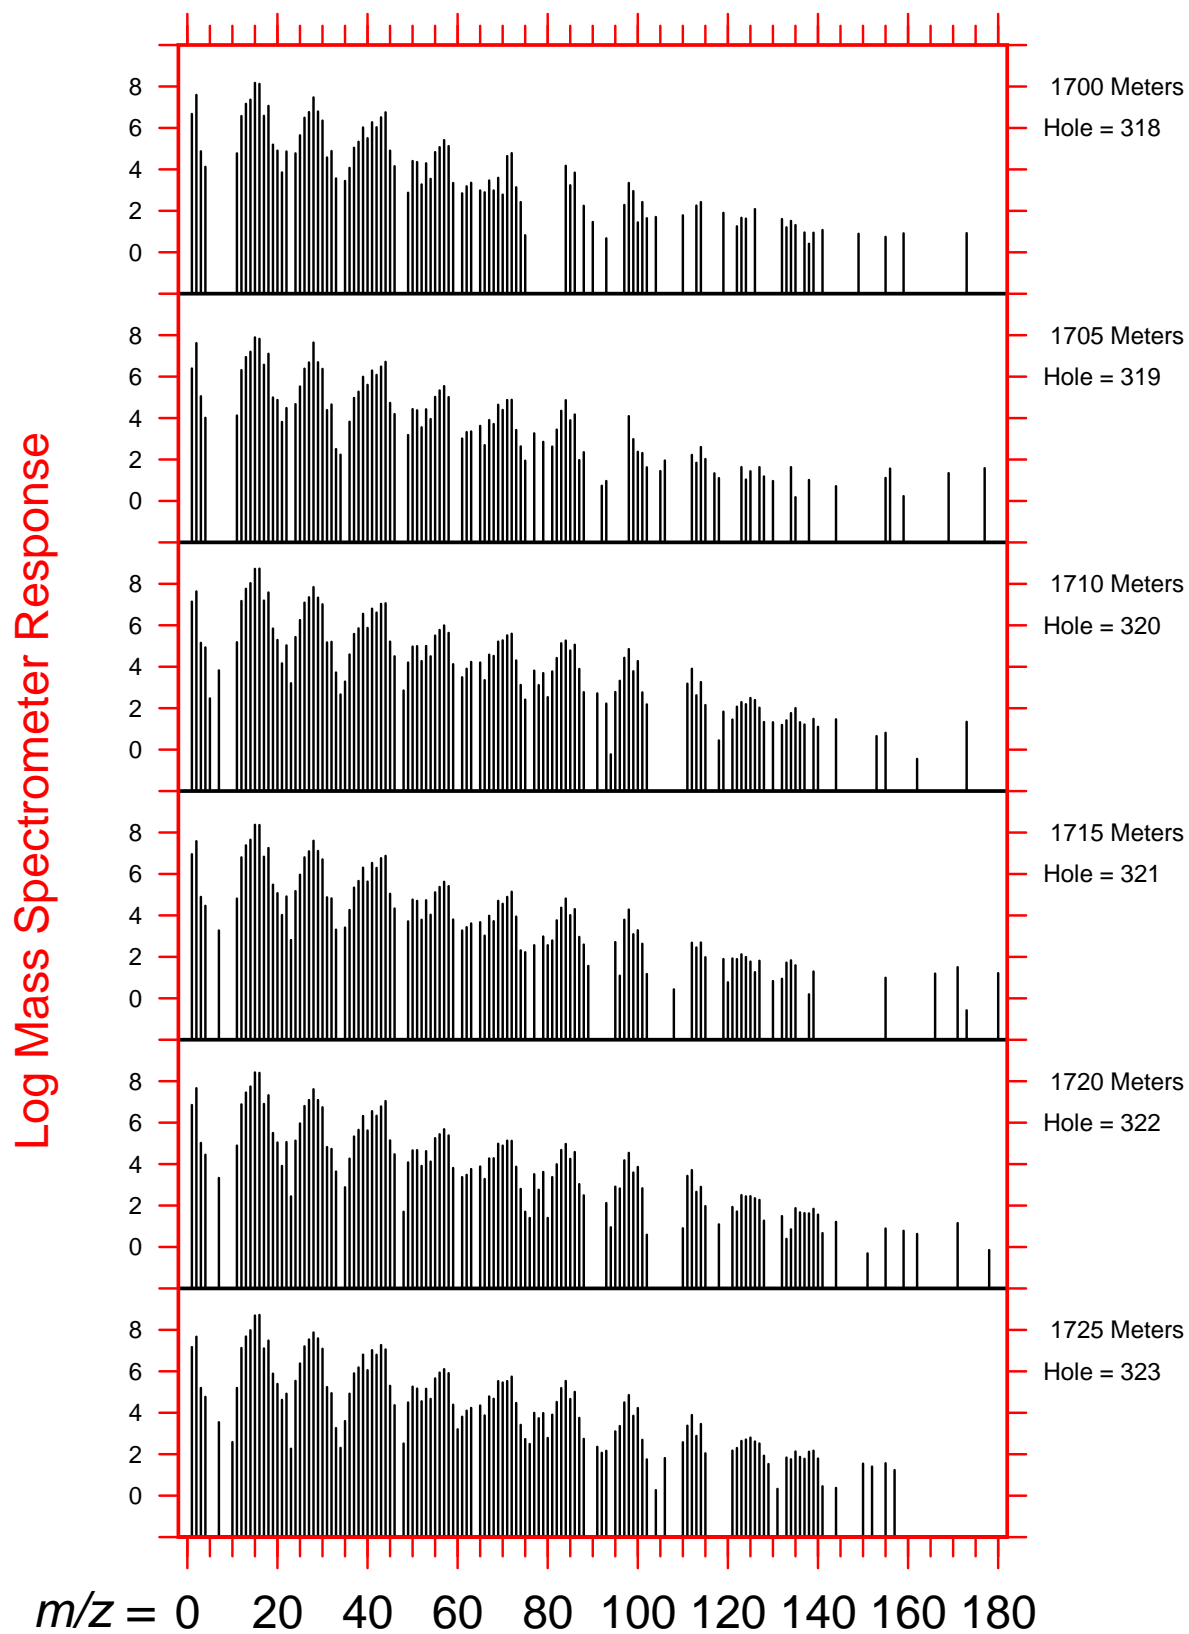 8
6
4
2
0
1700 Meters
Hole = 318
8
6
4
2
0
1705 Meters
Hole = 319
8
6
4
2
0
1710 Meters
Hole = 320
8
6
4
2
0
1715 Meters
Hole = 321
8
6
4
2
0
1720 Meters
Hole = 322
8
6
4
2
0
1725 Meters
Hole = 323
Log Mass Spectrometer Response
m/z = 0 20 40 60 80 100 120 140 160 180